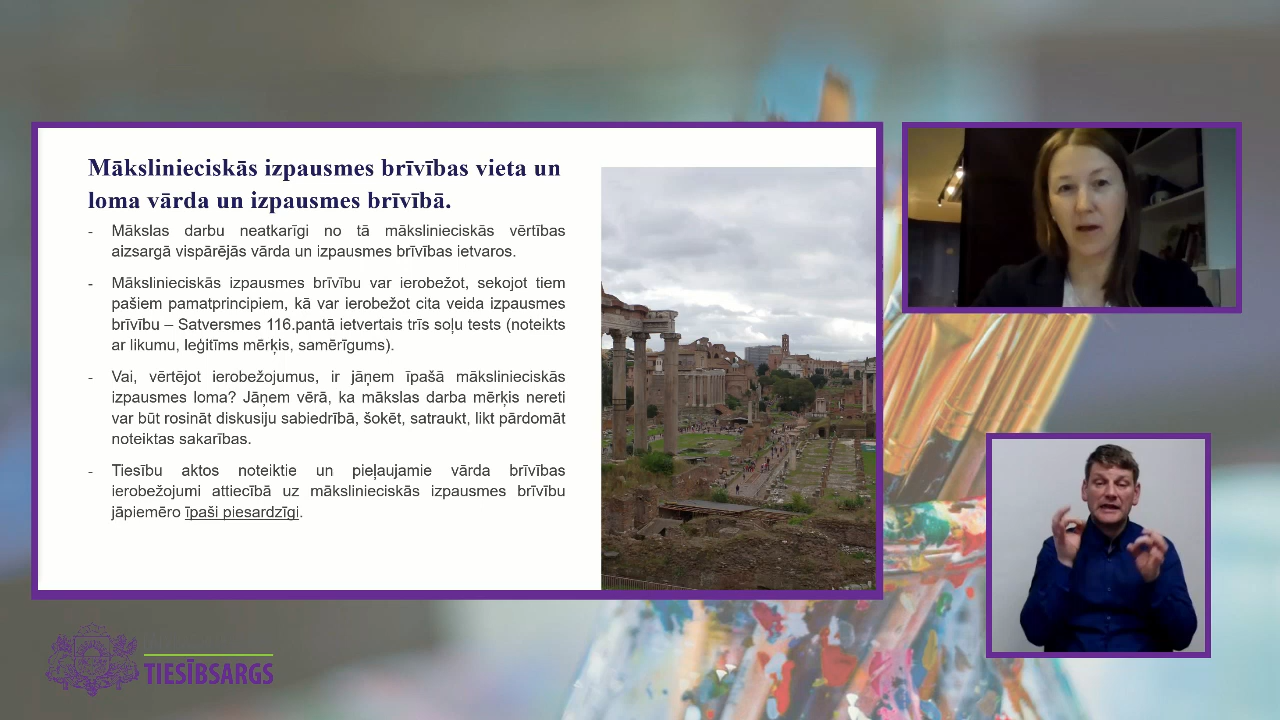 Mākslinieciskās izpausmes brīvības vieta un
loma vārda un izpausmes brīvībā.
- Mākslas darbu neatkarīgi no tā mākslinieciskās vērtības
aizsargā vispārējās vārda un izpausmes brīvības ietvaros.
- Mākslinieciskās izpausmes brīvību var ierobežot, sekojot tiem
pašiem pamatprincipiem, kā var ierobežot cita veida izpausmes
brīvību – Satversmes 116.pantā ietvertais trīs soļu tests (noteikts
ar likumu, leģitīms mērķis, samērīgums).
- Vai, vērtējot ierobežojumus, ir jāņem īpašā mākslinieciskās
izpausmes loma? Jāņem vērā, ka mākslas darba mērķis nereti
var būt rosināt diskusiju sabiedrībā, šokēt, satraukt, likt pārdomāt
noteiktas sakarības.
- Tiesību aktos noteiktie un pieļaujamie vārda brīvības
ierobežojumi attiecībā uz mākslinieciskās izpausmes brīvību
jāpiemēro īpaši piesardzīgi.
TIESĪBSARGS